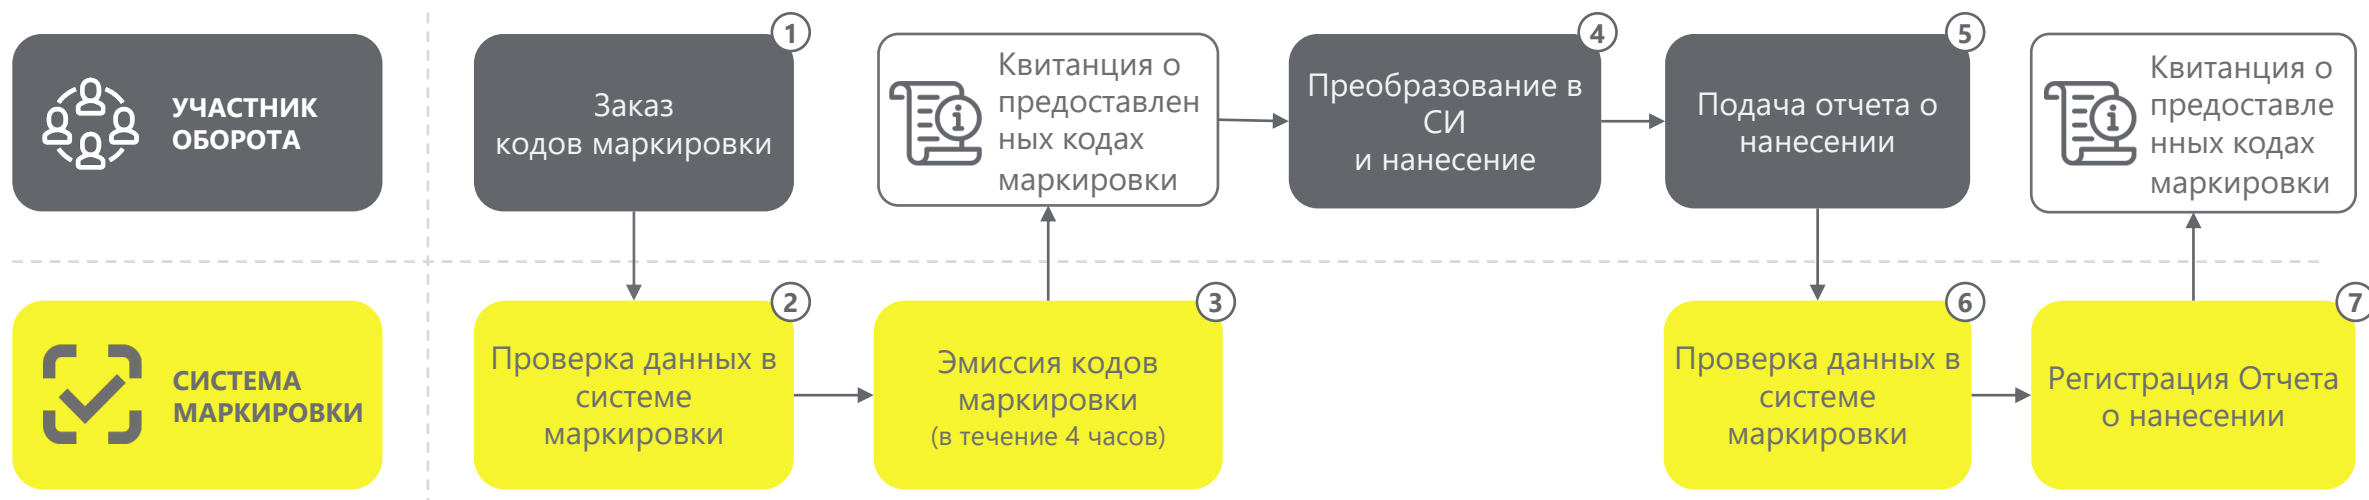 УЧАСТНИК
ОБОРОТА
1
Заказ
кодов маркировки
Квитанция о
предоставлен
ных кодах
маркировки
4
Преобразование в
СИ
и нанесение
5
Подача отчета о
нанесении
Квитанция о
предоставле
нных кодах
маркировки
СИСТЕМА
МАРКИРОВКИ
2
Проверка данных в
системе
маркировки
3
Эмиссия кодов
маркировки
(в течение 4 часов)
6
Проверка данных в
системе
маркировки
7
Регистрация Отчета
о нанесении